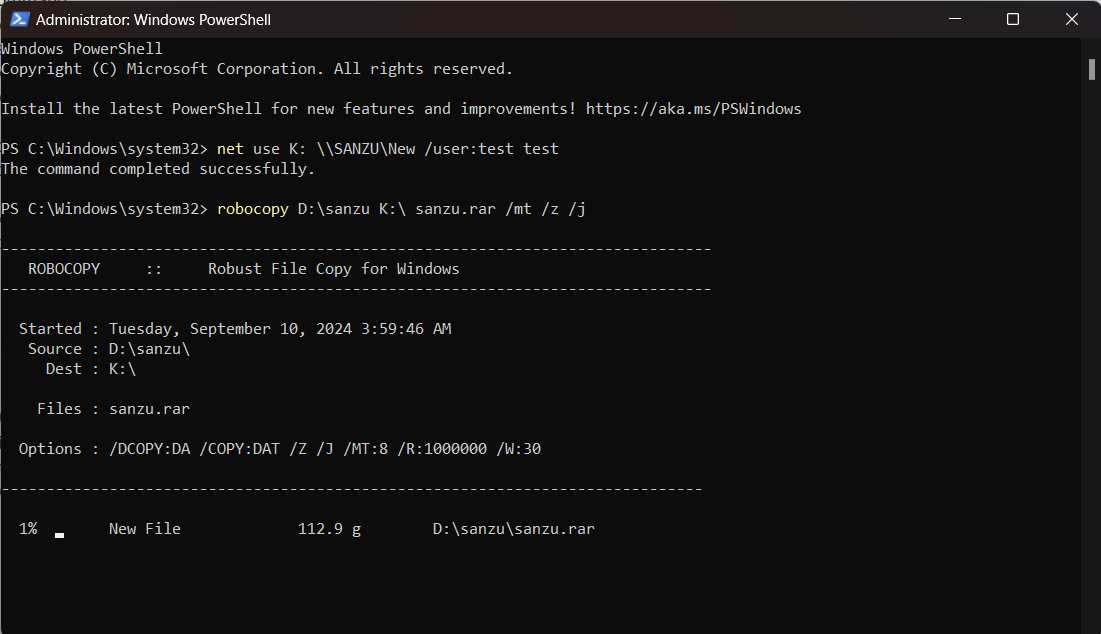 Administrator: Windows PowerShell
Windows PowerShell
Copyright (C) Microsoft Corporation. All rights reserved.
Install the latest PowerShell for new features and improvements! https://aka.ms/PSWindows
PS C:\Windows\system32> net use K: \\SANZU\New /user:test test
The command completed successfully.
PS C:\Windows\system32> robocopy D:\sanzu K:\ sanzu.rar /mt /z /j
-------------------------------------------------------------------------------
   ROBOCOPY     ::     Robust File Copy for Windows
-------------------------------------------------------------------------------
  Started : Tuesday, September 10, 2024 3:59:46 AM
   Source : D:\sanzu\
     Dest : K:\
    Files : sanzu.rar
  Options : /DCOPY:DA /COPY:DAT /Z /J /MT:8 /R:1000000 /W:30
------------------------------------------------------------------------------
  1%        New File             112.9 g        D:\sanzu\sanzu.rar